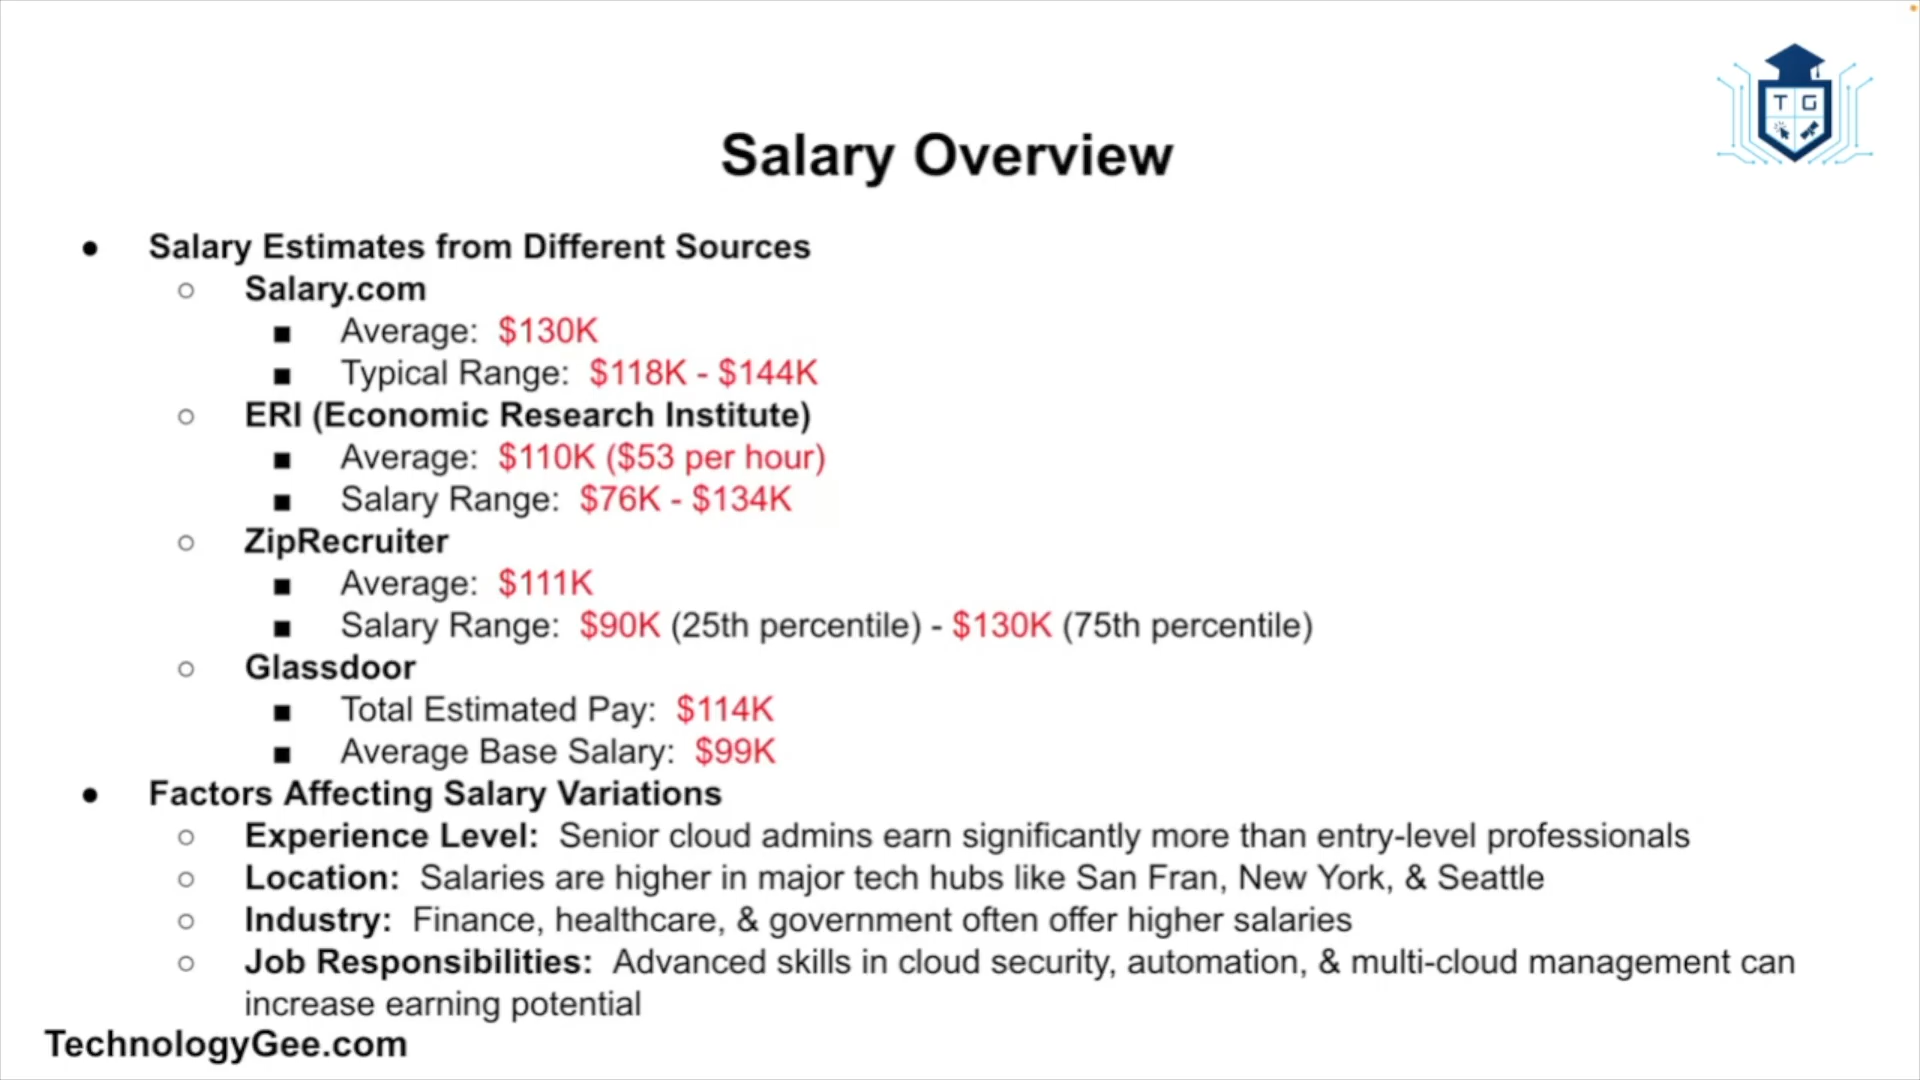 T G
Salary Overview
● Salary Estimates from Different Sources
○ Salary.com
■ Average: $130K
■ Typical Range: $118K - $144K
○ ERI (Economic Research Institute)
■ Average: $110K ($53 per hour)
■ Salary Range: $76K - $134K
○ ZipRecruiter
■ Average: $111K
■ Salary Range: $90K (25th percentile) - $130K (75th percentile)
○ Glassdoor
■ Total Estimated Pay: $114K
■ Average Base Salary: $99K
● Factors Affecting Salary Variations
○ Experience Level: Senior cloud admins earn significantly more than entry-level professionals
○ Location: Salaries are higher in major tech hubs like San Fran, New York, & Seattle
○ Industry: Finance, healthcare, & government often offer higher salaries
○ Job Responsibilities: Advanced skills in cloud security, automation, & multi-cloud management can
increase earning potential
TechnologyGee.com